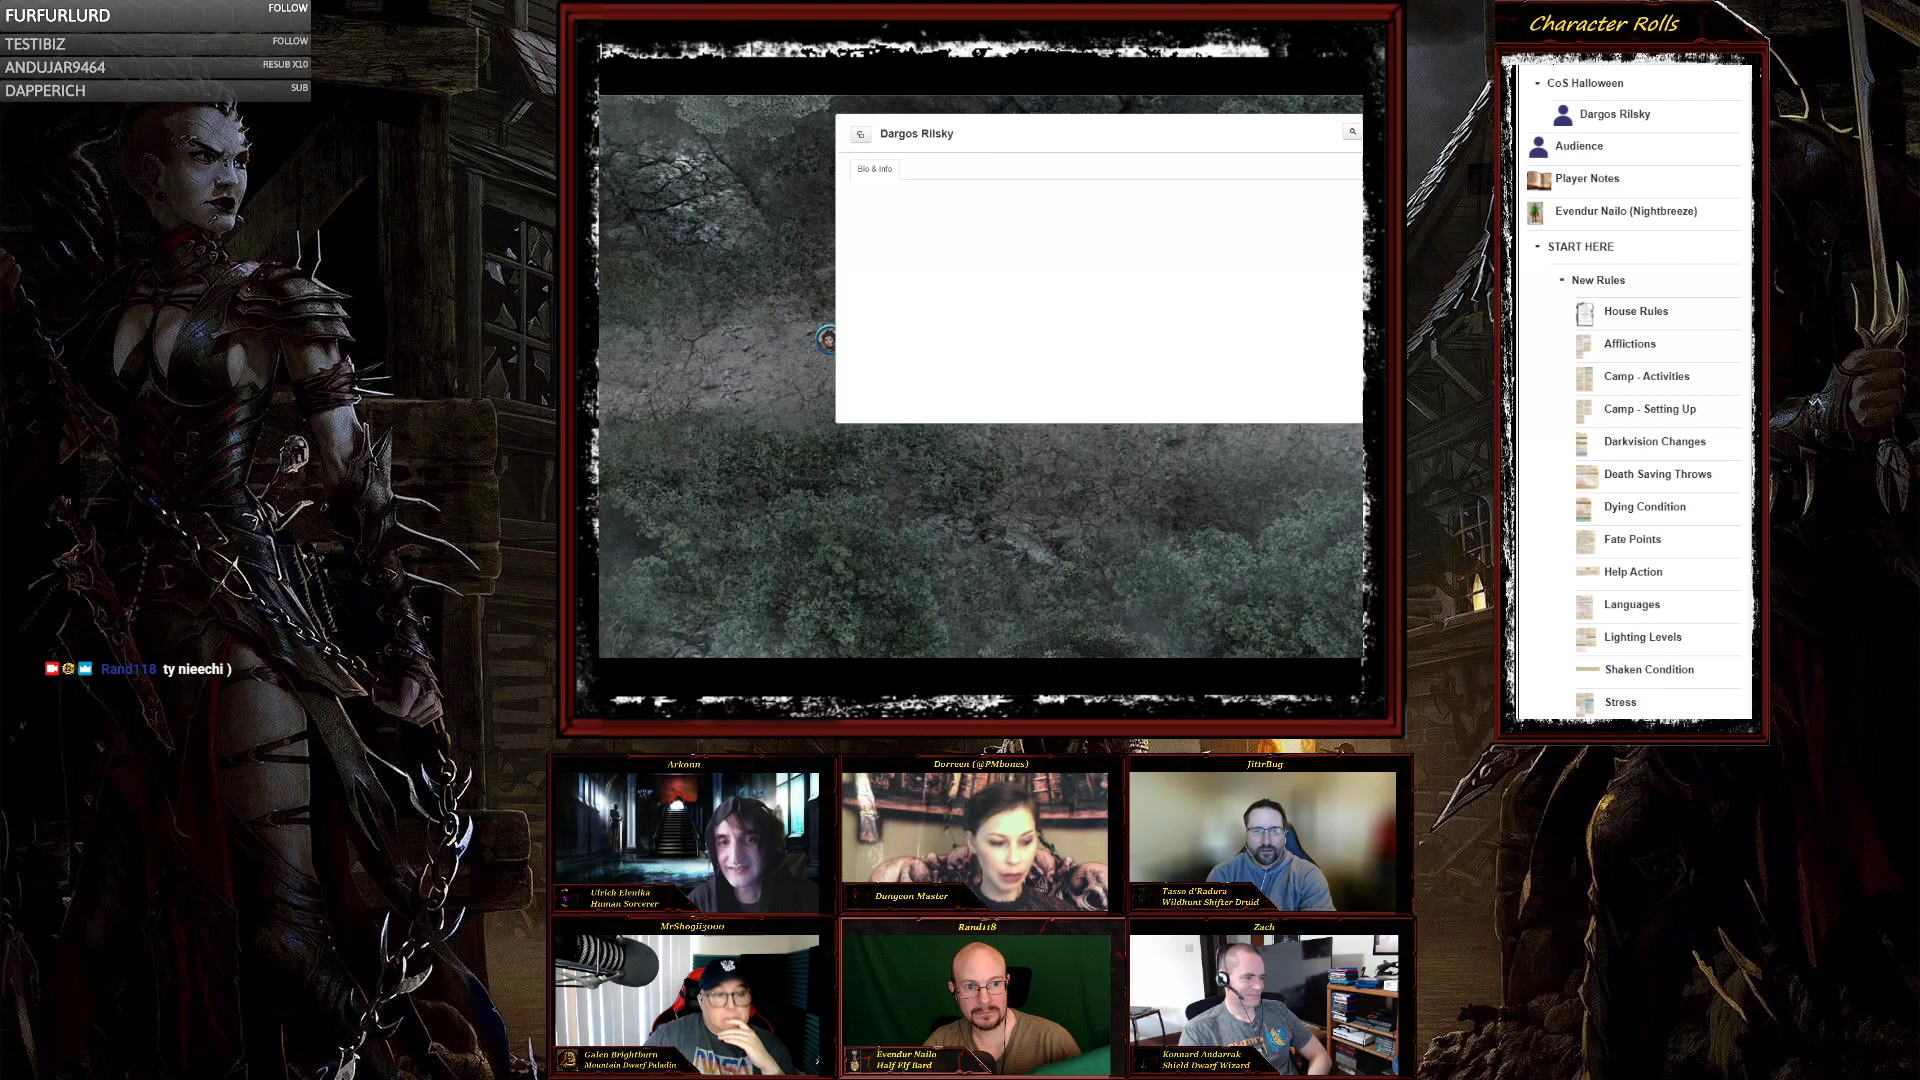 FURFURLURD FOLLOW
TESTIBIZ FOLLOW
ANDUJAR9464 RESUB X10
DAPPERICH SUB
Rand118 ty nieechi )
Dargos Rilsky
Bio & Info
Character Rolls
CoS Halloween
Dargos Rilsky
Audience
Player Notes
Evendur Nailo (Nightbreeze)
START HERE
New Rules
House Rules
Afflictions
Camp - Activities
Camp - Setting Up
Darkvision Changes
Death Saving Throws
Dying Condition
Fate Points
Help Action
Languages
Lighting Levels
Shaken Condition
Stress
Arkonn
Ulrich Elenika
Human Sorcerer
Dorreen (@PMbones)
Dungeon Master
JittrBug
Tasso d'Radura
Wildhunt Shifter Druid
MrShogii3000
Galen Brightburn
Mountain Dwarf Paladin
Rand118
Evendur Nailo
Half Elf Bard
Zach
Konnard Andarrak
Shield Dwarf Wizard